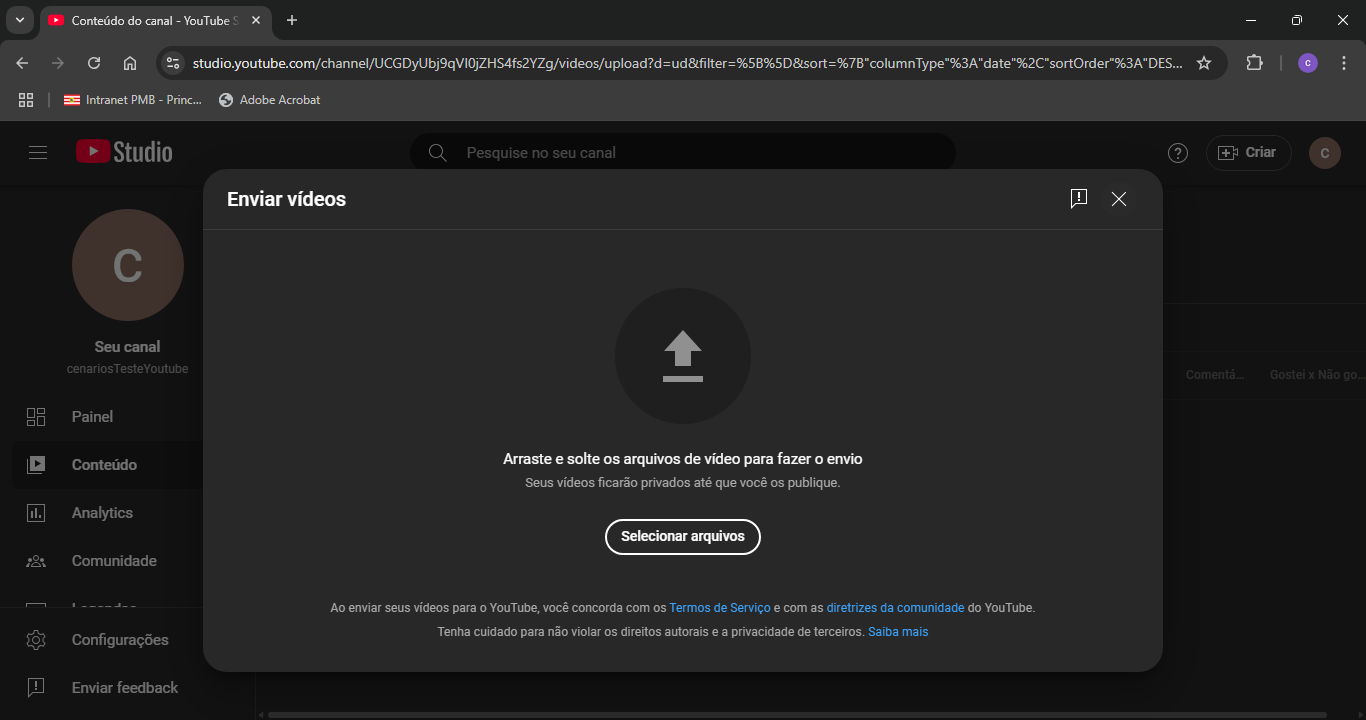 Conteúdo do canal - YouTube S
studio.youtube.com/channel/UCGDyUbj9qVI0jZHS4fs2YZg/videos/upload?d=ud&filter=%5B%5D&sort=%7B"columnType"%3A"date"%2C"sortOrder"%3A"DES...
C
Intranet PMB - Princ...
Adobe Acrobat
Studio
Pesquise no seu canal
Criar
C
Enviar vídeos
C
Seu canal
cenariosTesteYoutube
Comentá...
Gostei x Não go...
Painel
Conteúdo
Analytics
Comunidade
Legendas
Configurações
Enviar feedback
Arraste e solte os arquivos de vídeo para fazer o envio
Seus vídeos ficarão privados até que você os publique.
Selecionar arquivos
Ao enviar seus vídeos para o YouTube, você concorda com os Termos de Serviço e com as diretrizes da comunidade do YouTube.
Tenha cuidado para não violar os direitos autorais e a privacidade de terceiros. Saiba mais